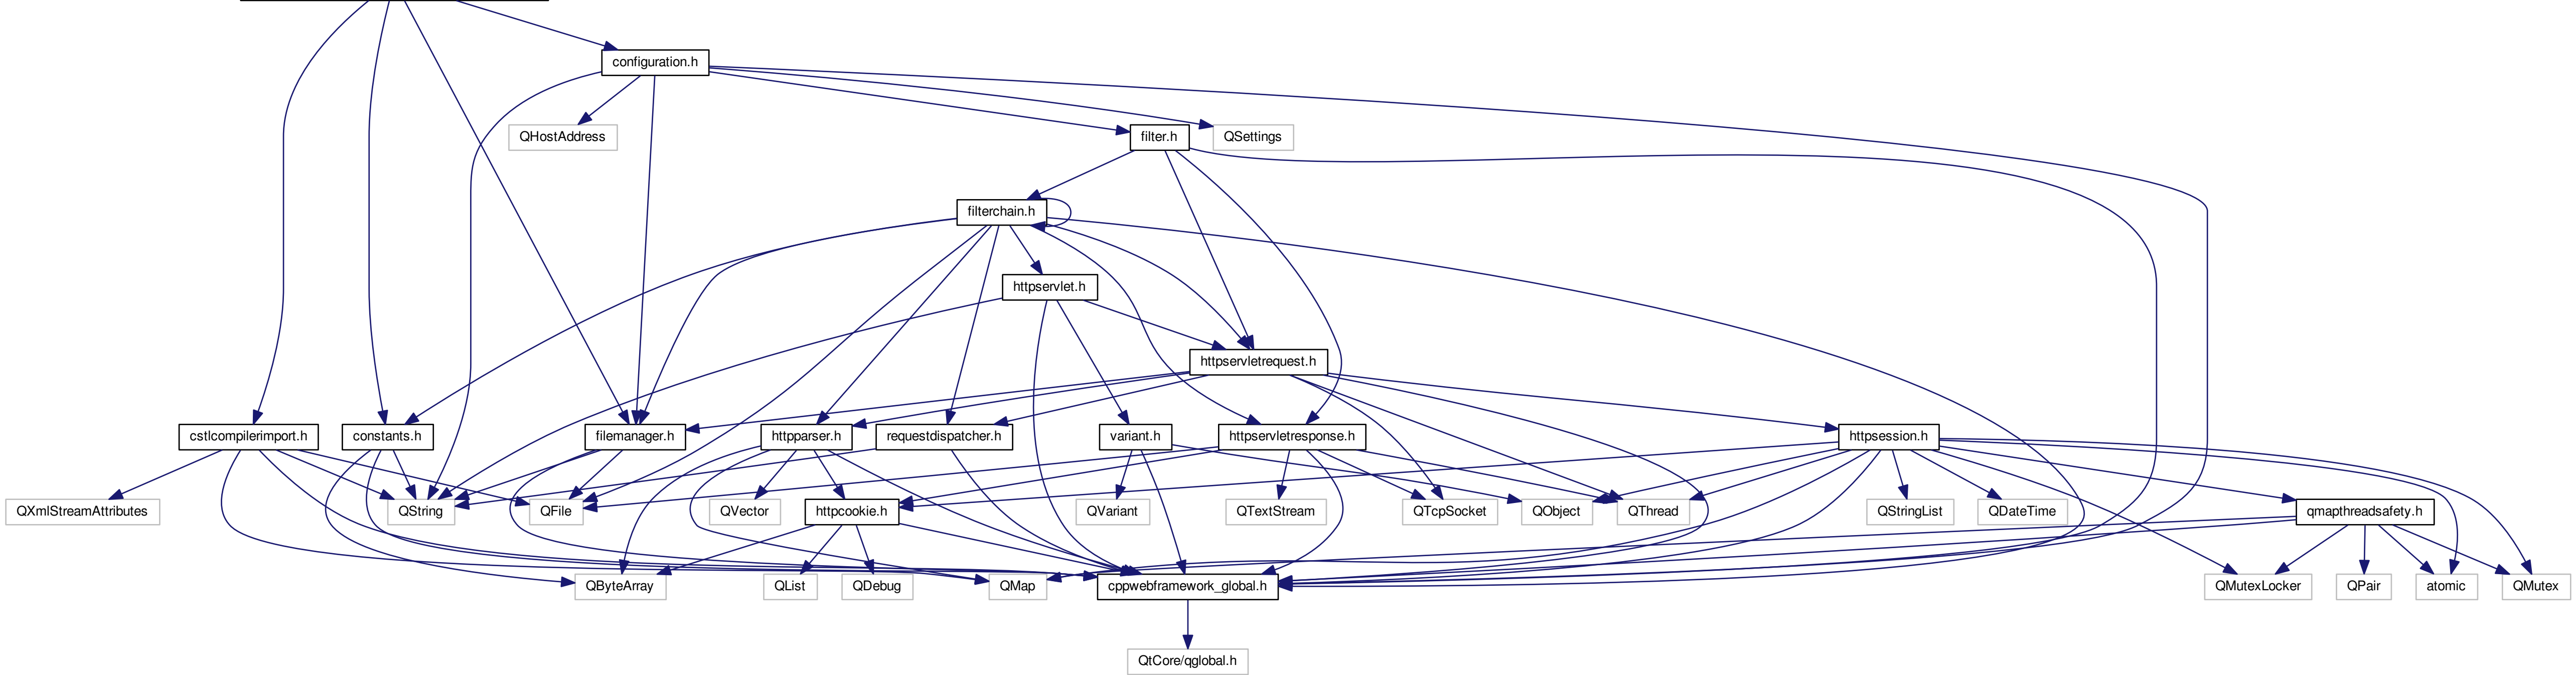 configuration.h
QHostAddress
filter.h
QSettings
filterchain.h
httpservlet.h
httpservletrequest.h
cstlcompilerimport.h
constants.h
filemanager.h
httpparser.h
requestdispatcher.h
variant.h
httpservletresponse.h
httpsession.h
QXmlStreamAttributes
QString
QFile
QVector
httpcookie.h
QVariant
QTextStream
QTcpSocket
QObject
QThread
QStringList
QDateTime
qmapthreadsafety.h
QByteArray
QList
QDebug
QMap
cppwebframework_global.h
QMutexLocker
QPair
atomic
QMutex
QtCore/qglobal.h